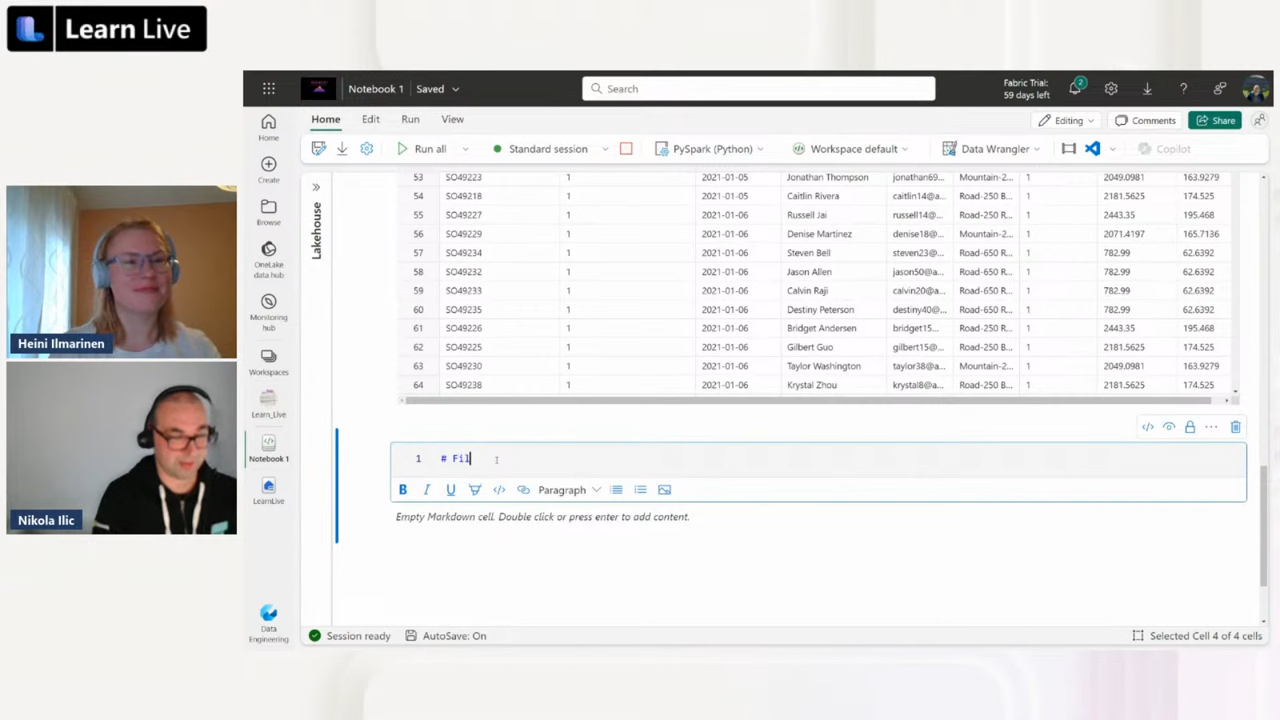 Learn Live
Notebook 1 Saved
Search
Fabric Trial:
59 days left
2
Home Edit Run View
Editing Comments Share
Run all Standard session PySpark (Python) Workspace default Data Wrangler Copilot
Home
Create
Browse
OneLake
data hub
Monitoring
hub
Workspaces
Learn_Live
Notebook 1
LearnLive
Data
Engineering
Lakehouse
53 SO49223 1 2021-01-05 Jonathan Thompson jonathan69... Mountain-2... 1 2049.0981 163.9279
54 SO49218 1 2021-01-05 Caitlin Rivera caitlin14@a... Road-250 B... 1 2181.5625 174.525
55 SO49227 1 2021-01-06 Russell Jai russell14@... Road-250 R... 1 2443.35 195.468
56 SO49229 1 2021-01-06 Denise Martinez denise18@... Mountain-2... 1 2071.4197 165.7136
57 SO49234 1 2021-01-06 Steven Bell steven23@... Road-650 R... 1 782.99 62.6392
58 SO49232 1 2021-01-06 Jason Allen jason50@a... Road-650 R... 1 782.99 62.6392
59 SO49233 1 2021-01-06 Calvin Raji calvin20@a... Road-650 R... 1 782.99 62.6392
60 SO49235 1 2021-01-06 Destiny Peterson destiny40@... Road-650 R... 1 782.99 62.6392
61 SO49226 1 2021-01-06 Bridget Andersen bridget15... Road-250 R... 1 2443.35 195.468
62 SO49225 1 2021-01-06 Gilbert Guo gilbert15@... Road-250 R... 1 2181.5625 174.525
63 SO49230 1 2021-01-06 Taylor Washington taylor38@a... Mountain-2... 1 2049.0981 163.9279
64 SO49238 1 2021-01-06 Krystal Zhou krystal8@a... Road-250 B... 1 2181.5625 174.525
1 # Fil
B I U Paragraph
Empty Markdown cell. Double click or press enter to add content.
Session ready AutoSave: On Selected Cell 4 of 4 cells
Heini Ilmarinen
Nikola Ilic